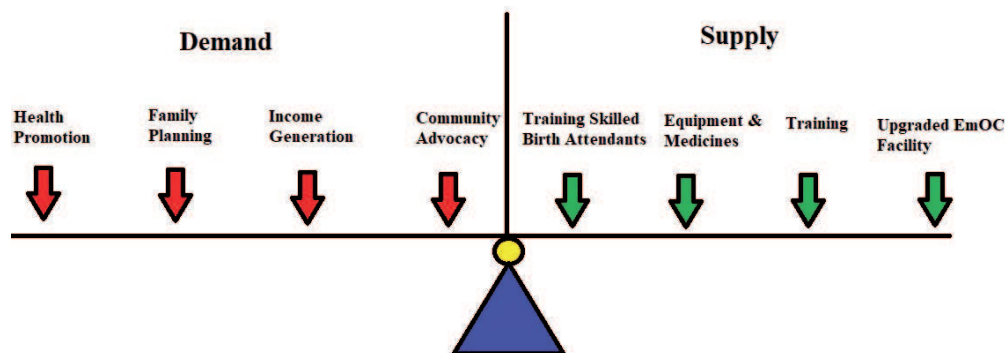 Demand
Supply
Health
Promotion
Family
Planning
Income
Generation
Community
Advocacy
Training Skilled
Birth Attendants
Equipment &
Medicines
Training
Upgraded EmOC
Facility